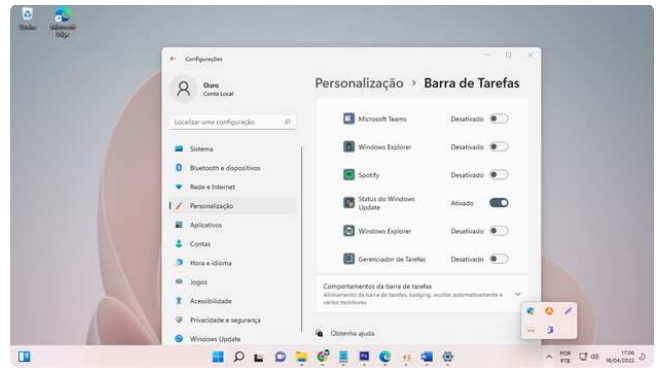 Microsoft
Edge
Configurações
Ouro
Conta Local
Localizar uma configuração
Sistema
Bluetooth e dispositivos
Rede e Internet
Personalização
Aplicativos
Contas
Hora e idioma
Jogos
Acessibilidade
Privacidade e segurança
Windows Update
Personalização > Barra de Tarefas
Microsoft Teams Desativado
Windows Explorer Desativado
Spotify Desativado
Status do Windows
Update
Ativado
Windows Explorer Desativado
Gerenciador de Tarefas Desativado
Comportamentos da barra de tarefas
Alinhamento da barra de tarefas, badging, ocultar automaticamente e
vários monitores
Obtenha ajuda
POR
PTB
17:06
18/04/2022